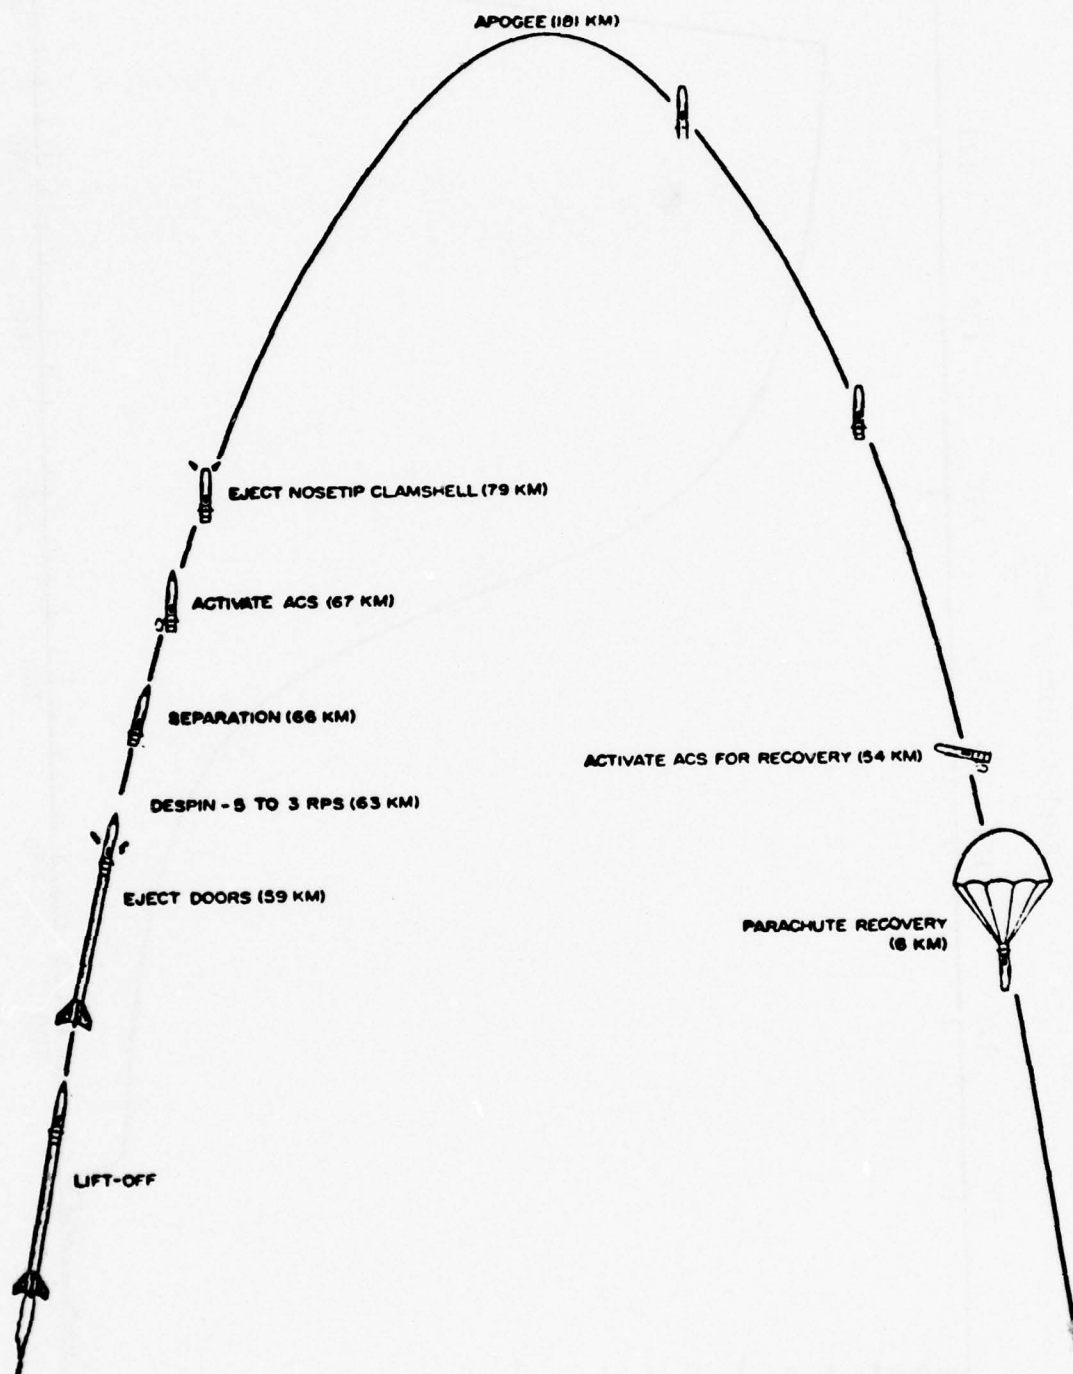 APOGEE (181 KM)
EJECT NOSETIP CLAMSHELL (79 KM)
ACTIVATE ACS (67 KM)
SEPARATION (66 KM)
ACTIVATE ACS FOR RECOVERY (54 KM)
DESPIN - 5 TO 3 RPS (63 KM)
EJECT DOORS (59 KM)
PARACHUTE RECOVERY
(6 KM)
LIFT-OFF